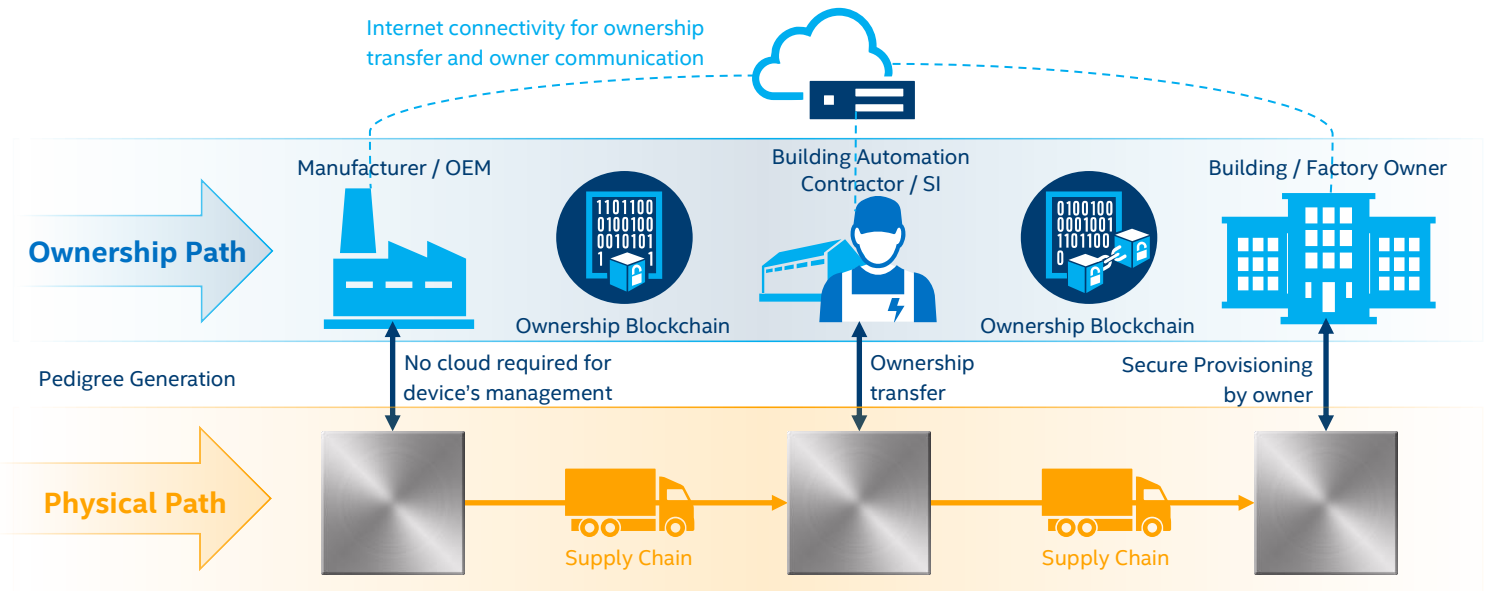 Internet connectivity for ownership
transfer and owner communication
Manufacturer / OEM
Building Automation
Contractor / SI
Building / Factory Owner
Ownership Path
1101100
0100100
0010101
1 1
Ownership Blockchain
0100100
0001001
1101100
0
Ownership Blockchain
Pedigree Generation
No cloud required for
device’s management
Ownership
transfer
Secure Provisioning
by owner
Physical Path
Supply Chain
Supply Chain